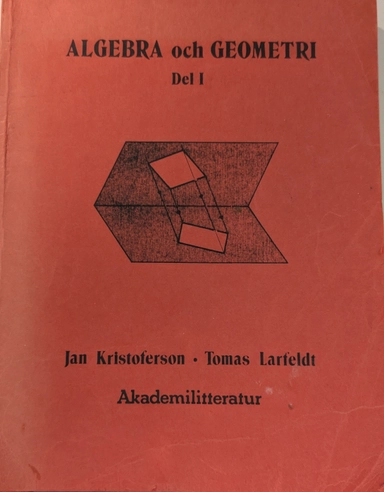 ALGEBRA och GEOMETRI
Del I
Jan Kristoferson • Tomas Larfeldt
Akademilitteratur